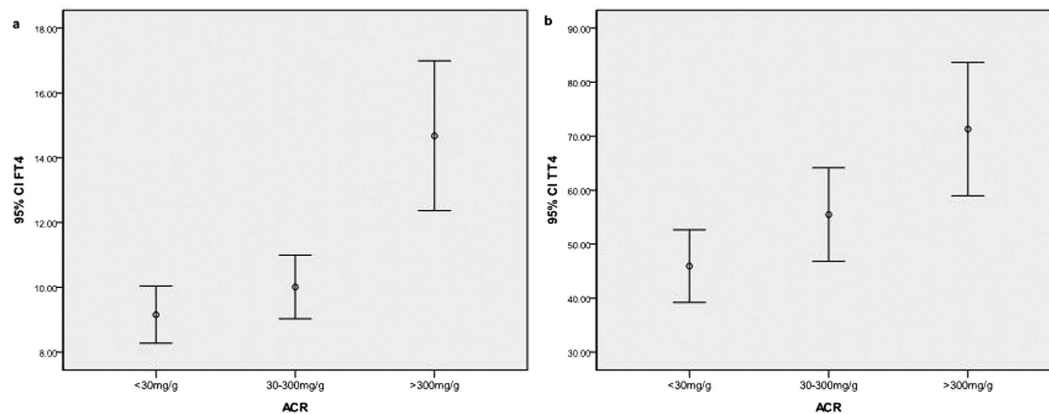 a
18.00
16.00
14.00
12.00
10.00
8.00
95% CI FT4
<30mg/g
30-300mg/g
>300mg/g
ACR
b
90.00
80.00
70.00
60.00
50.00
40.00
30.00
95% CI TT4
<30mg/g
30-300mg/g
>300mg/g
ACR